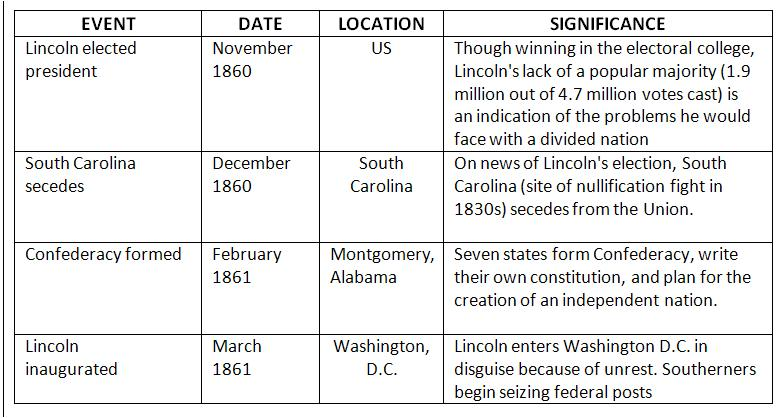 EVENT DATE LOCATION SIGNIFICANCE
Lincoln elected
president
November
1860
US
Though winning in the electoral college,
Lincoln's lack of a popular majority (1.9
million out of 4.7 million votes cast) is
an indication of the problems he would
face with a divided nation
South Carolina
secedes
December
1860
South
Carolina
On news of Lincoln's election, South
Carolina (site of nullification fight in
1830s) secedes from the Union.
Confederacy formed
February
1861
Montgomery,
Alabama
Seven states form Confederacy, write
their own constitution, and plan for the
creation of an independent nation.
Lincoln
inaugurated
March
1861
Washington,
D.C.
Lincoln enters Washington D.C. in
disguise because of unrest. Southerners
begin seizing federal posts